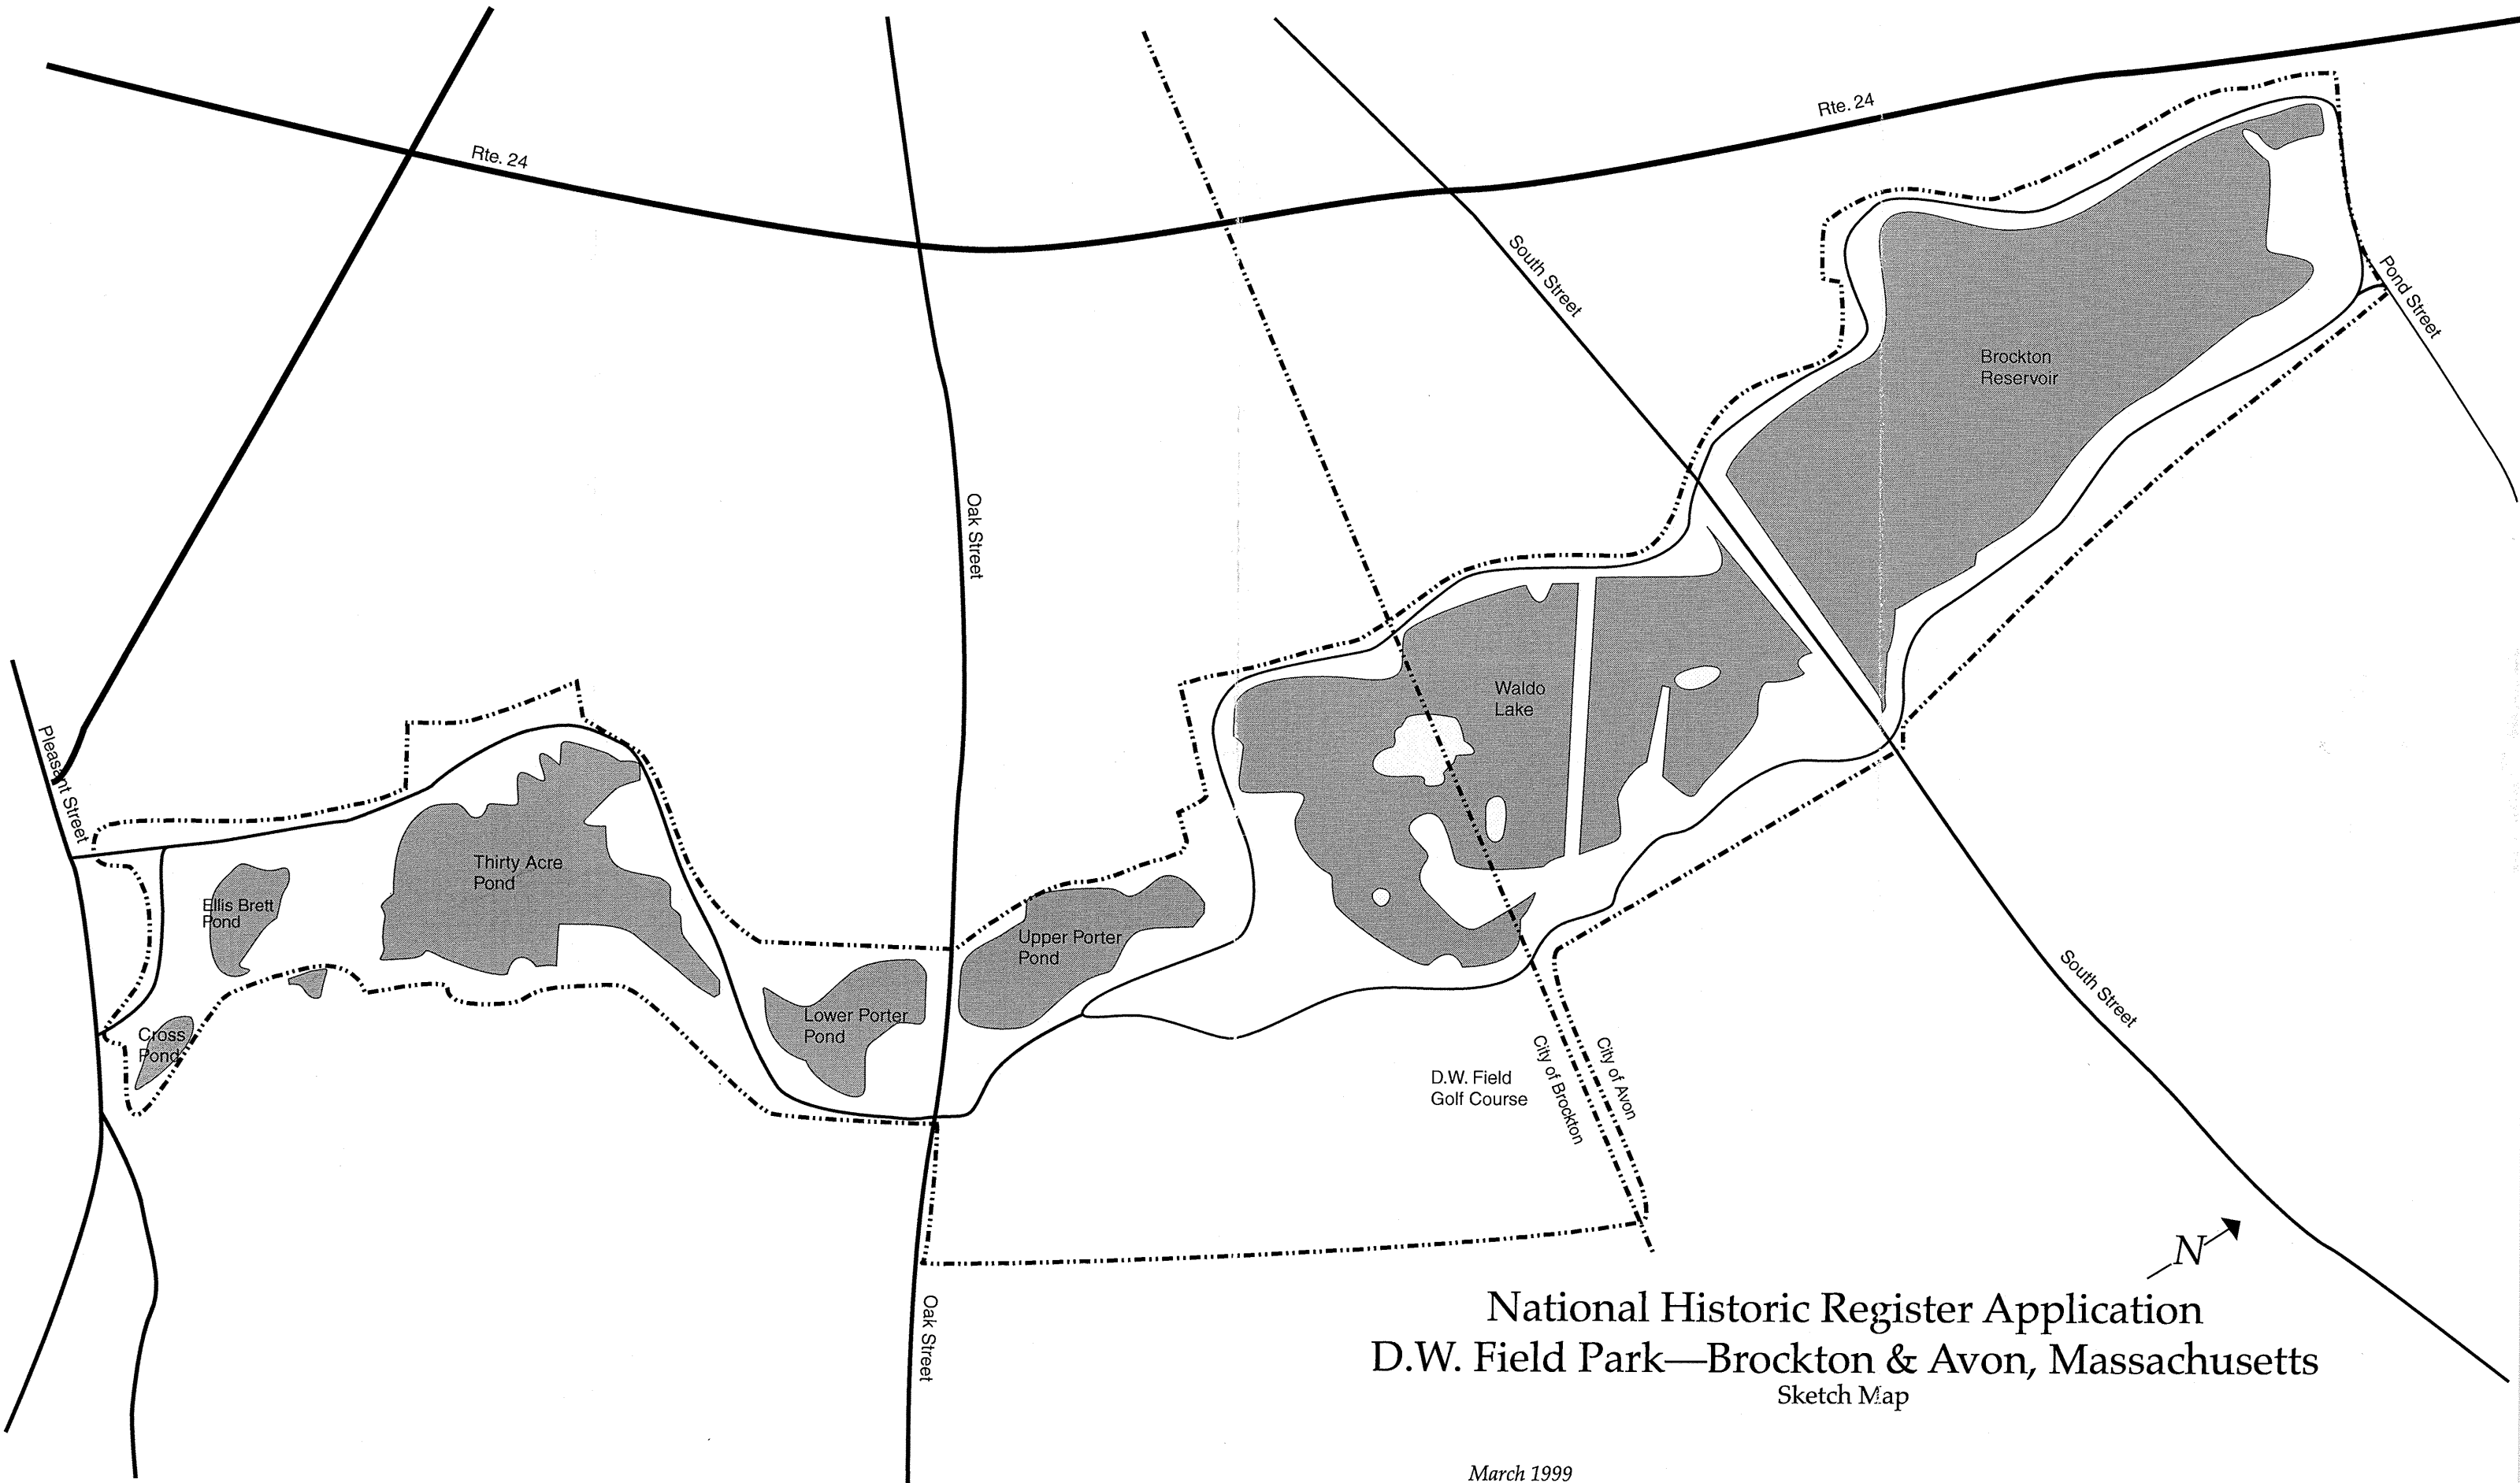 Rte. 24
Rte. 24
South Street
Pond Street
Brockton
Reservoir
Oak Street
Waldo
Lake
Pleasant Street
Thirty Acre
Pond
Ellis Brett
Pond
Upper Porter
Pond
Lower Porter
Pond
Cross
Pond
South Street
D.W. Field
Golf Course
City of Brockton
City of Avon
Oak Street
N
National Historic Register Application
D.W. Field Park—Brockton & Avon, Massachusetts
Sketch Map
March 1999